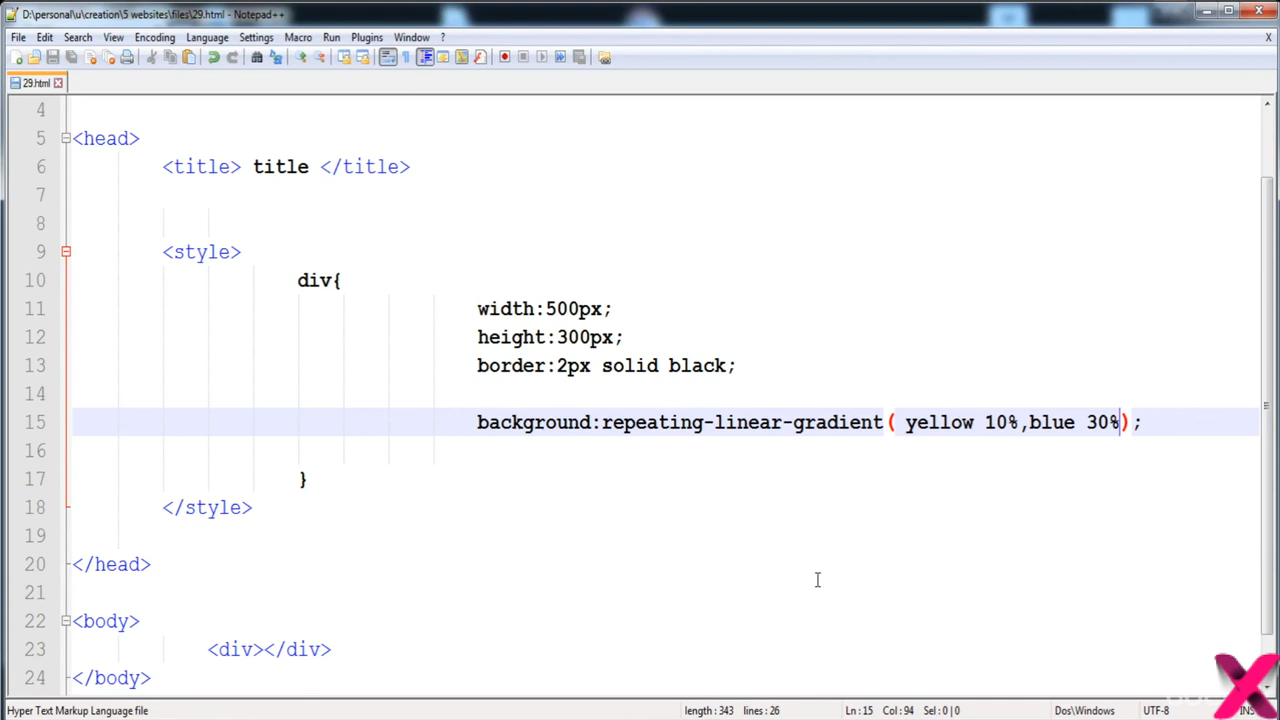 D:\personal\u\creation\5 websites\files\29.html - Notepad++
File Edit Search View Encoding Language Settings Macro Run Plugins Window ? X
29.html
4
5 <head>
6 <title> title </title>
7
8
9 <style>
10 div{
11 width:500px;
12 height:300px;
13 border:2px solid black;
14
15 background:repeating-linear-gradient( yellow 10%,blue 30%);
16
17 }
18 </style>
19
20 </head>
21
22 <body>
23 <div></div>
24 </body>
Hyper Text Markup Language file length: 343 lines: 26 Ln: 15 Col: 94 Sel: 0 | 0 Dos\Windows UTF-8 INS